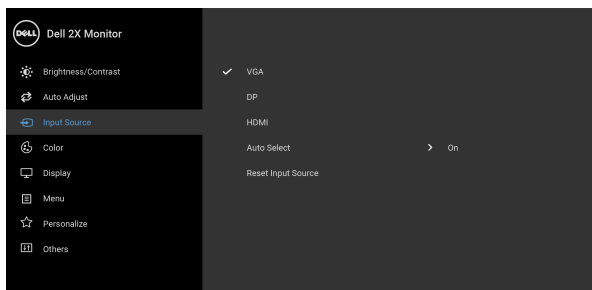 DELL Dell 2X Monitor
Brightness/Contrast
Auto Adjust
Input Source
Color
Display
Menu
Personalize
Others
VGA
DP
HDMI
Auto Select On
Reset Input Source